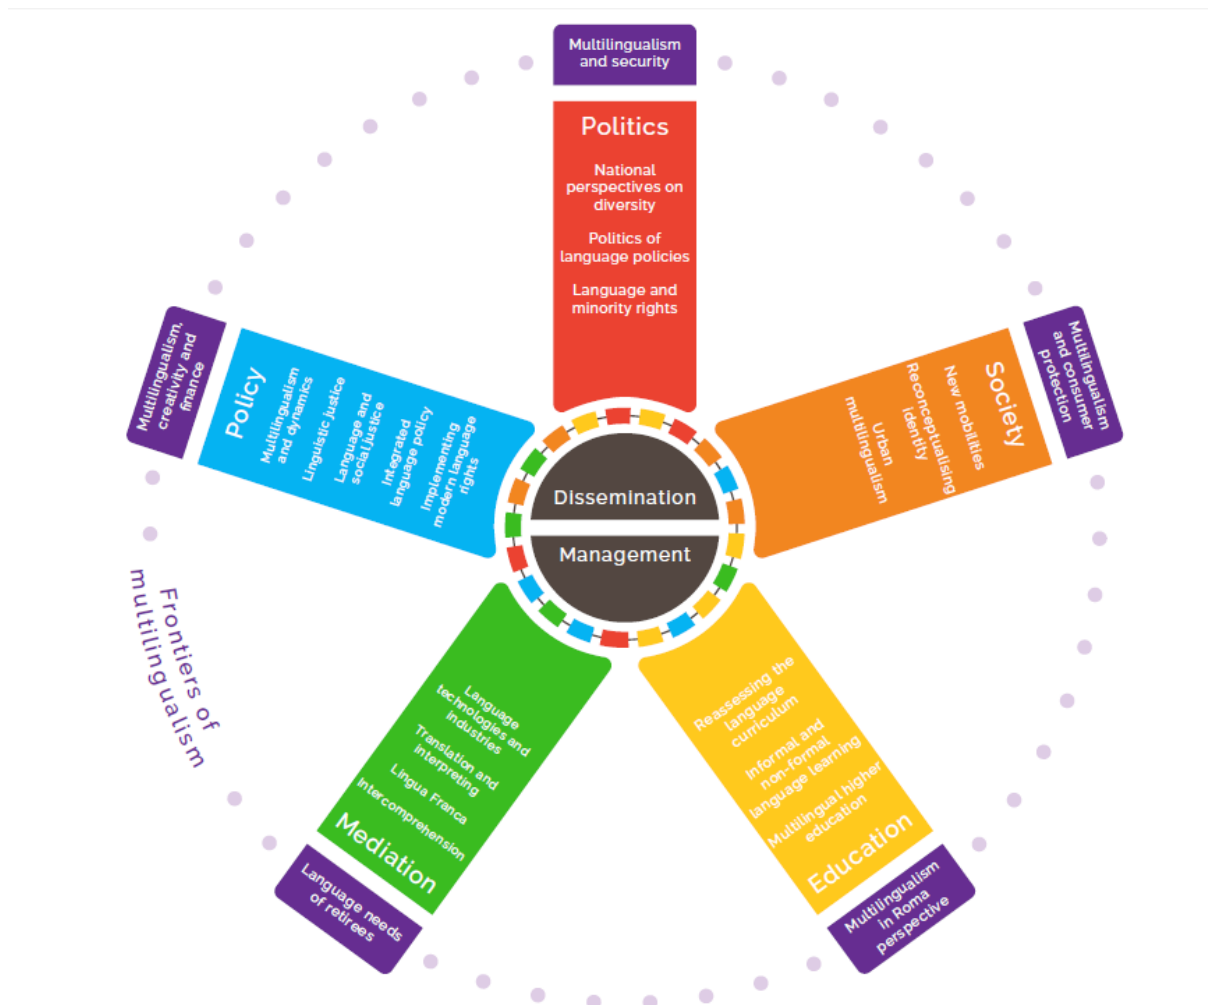 Multilingualism
and security
Politics
National
perspectives on
diversity
Politics of
language policies
Language and
minority rights
Multilingualism
and consumer
protection
Society
New mobilities
Reconceptualising
identity
Urban
multilingualism
Reassessing the
language
curriculum
Informal and
non-formal
language learning
Multilingual higher
education
Education
Multilingualism
in Roma
perspective
Language
technologies and
industries
Translation and
interpreting
Lingua Franca
Intercomprehension
Mediation
Language needs
of retirees
Multilingualism,
creativity and
finance
Policy
Multilingualism
and dynamics
Linguistic justice
Language and
social justice
Integrated
language policy
Implementing
modern language
rights
Dissemination
Management
Frontiers of
multilingualism